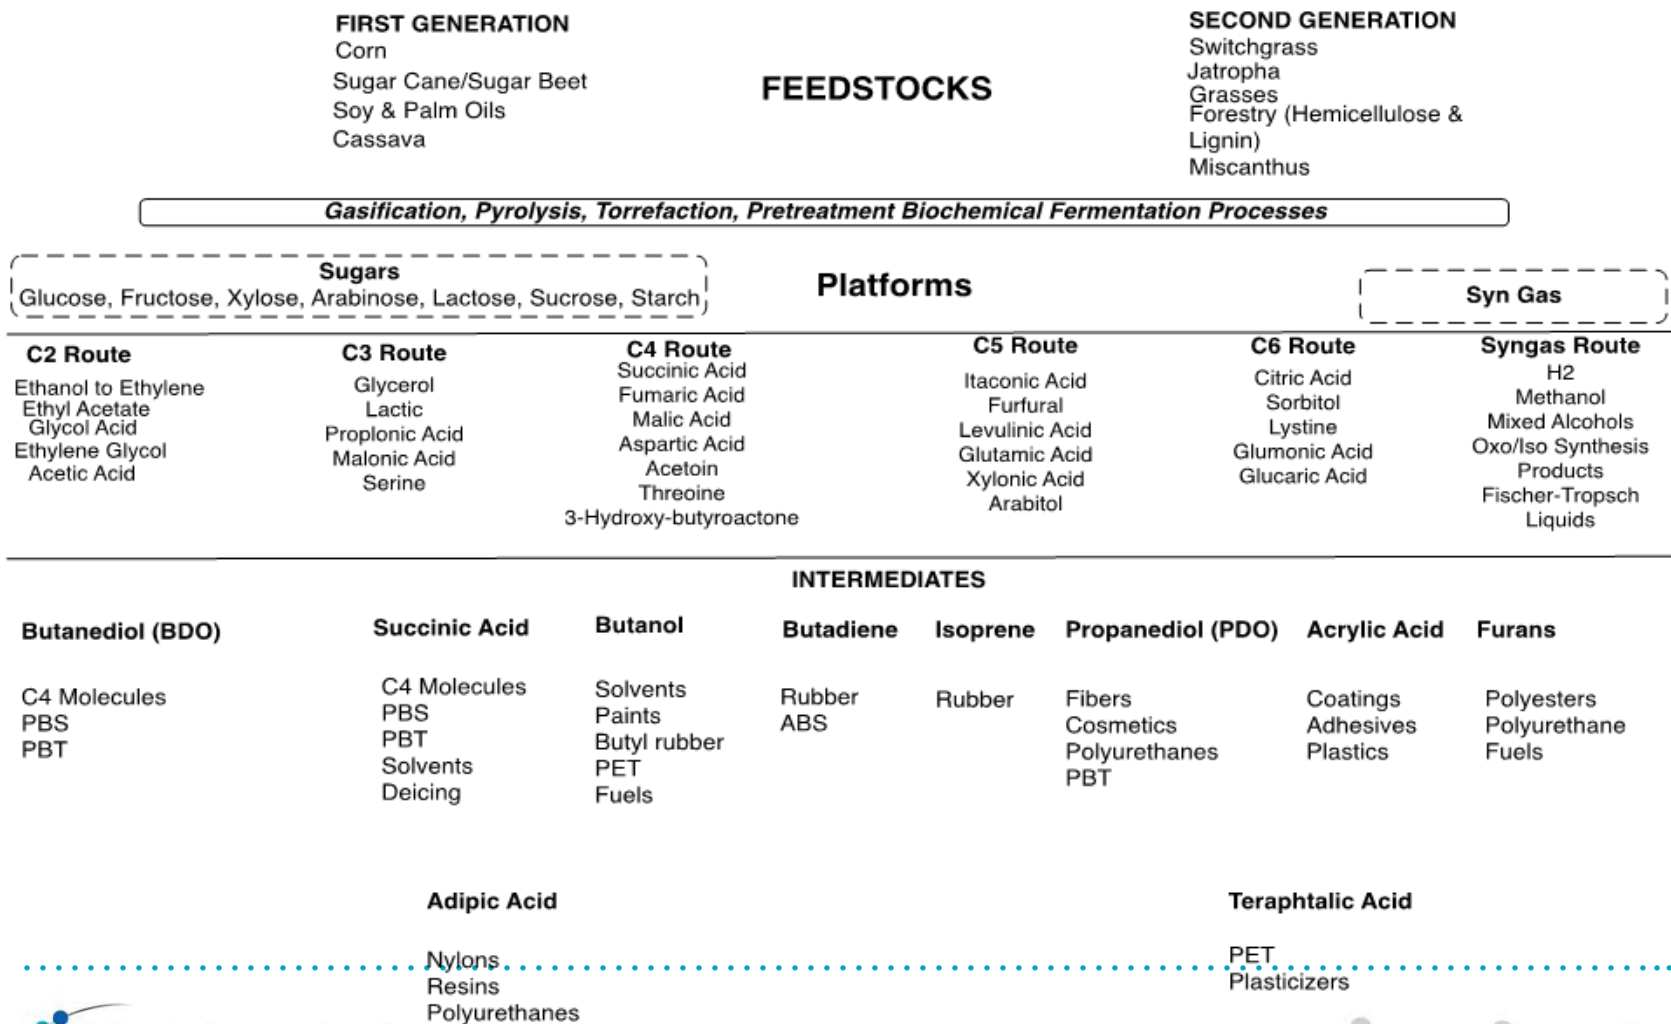 FIRST GENERATION
Corn
Sugar Cane/Sugar Beet
Soy & Palm Oils
Cassava
FEEDSTOCKS
SECOND GENERATION
Switchgrass
Jatropha
Grasses
Forestry (Hemicellulose &
Lignin)
Miscanthus
Gasification, Pyrolysis, Torrefaction, Pretreatment Biochemical Fermentation Processes
Sugars
Glucose, Fructose, Xylose, Arabinose, Lactose, Sucrose, Starch
Platforms
Syn Gas
C2 Route
Ethanol to Ethylene
Ethyl Acetate
Glycol Acid
Ethylene Glycol
Acetic Acid
C3 Route
Glycerol
Lactic
Proplonic Acid
Malonic Acid
Serine
C4 Route
Succinic Acid
Fumaric Acid
Malic Acid
Aspartic Acid
Acetoin
Threoine
3-Hydroxy-butyroactone
C5 Route
Itaconic Acid
Furfural
Levulinic Acid
Glutamic Acid
Xylonic Acid
Arabitol
C6 Route
Citric Acid
Sorbitol
Lystine
Glumonic Acid
Glucaric Acid
Syngas Route
H2
Methanol
Mixed Alcohols
Oxo/Iso Synthesis
Products
Fischer-Tropsch
Liquids
INTERMEDIATES
Butanediol (BDO)
C4 Molecules
PBS
PBT
Succinic Acid
C4 Molecules
PBS
PBT
Solvents
Deicing
Butanol
Solvents
Paints
Butyl rubber
PET
Fuels
Butadiene
Rubber
ABS
Isoprene
Rubber
Propanediol (PDO)
Fibers
Cosmetics
Polyurethanes
PBT
Acrylic Acid
Coatings
Adhesives
Plastics
Furans
Polyesters
Polyurethane
Fuels
Adipic Acid
Nylons
Resins
Polyurethanes
Teraphtalic Acid
PET
Plasticizers